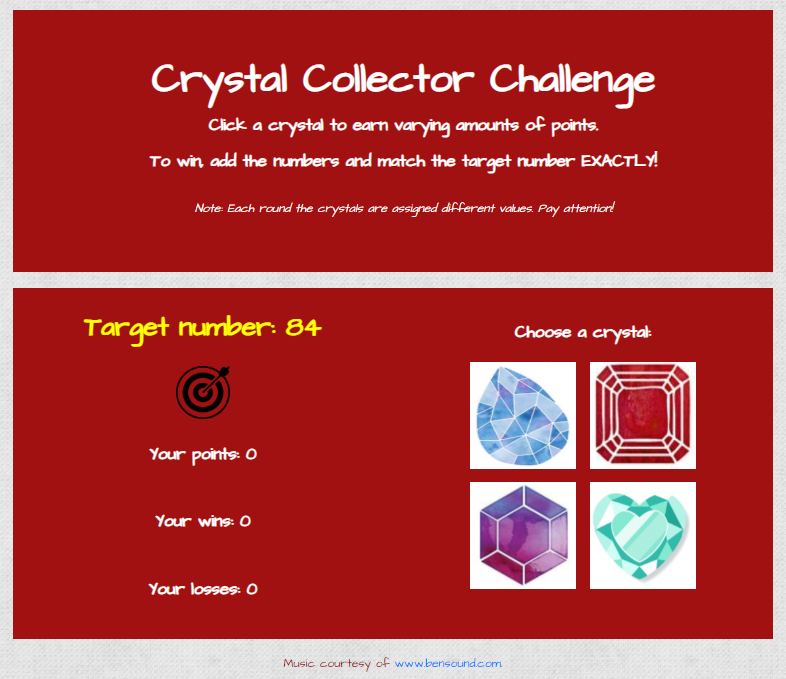 Crystal Collector Challenge
Click a crystal to earn varying amounts of points.
To win, add the numbers and match the target number EXACTLY!
Note: Each round the crystals are assigned different values. Pay attention!
Target number: 84
Your points: 0
Your wins: 0
Your losses: 0
Choose a crystal:
Music courtesy of www.bensound.com.